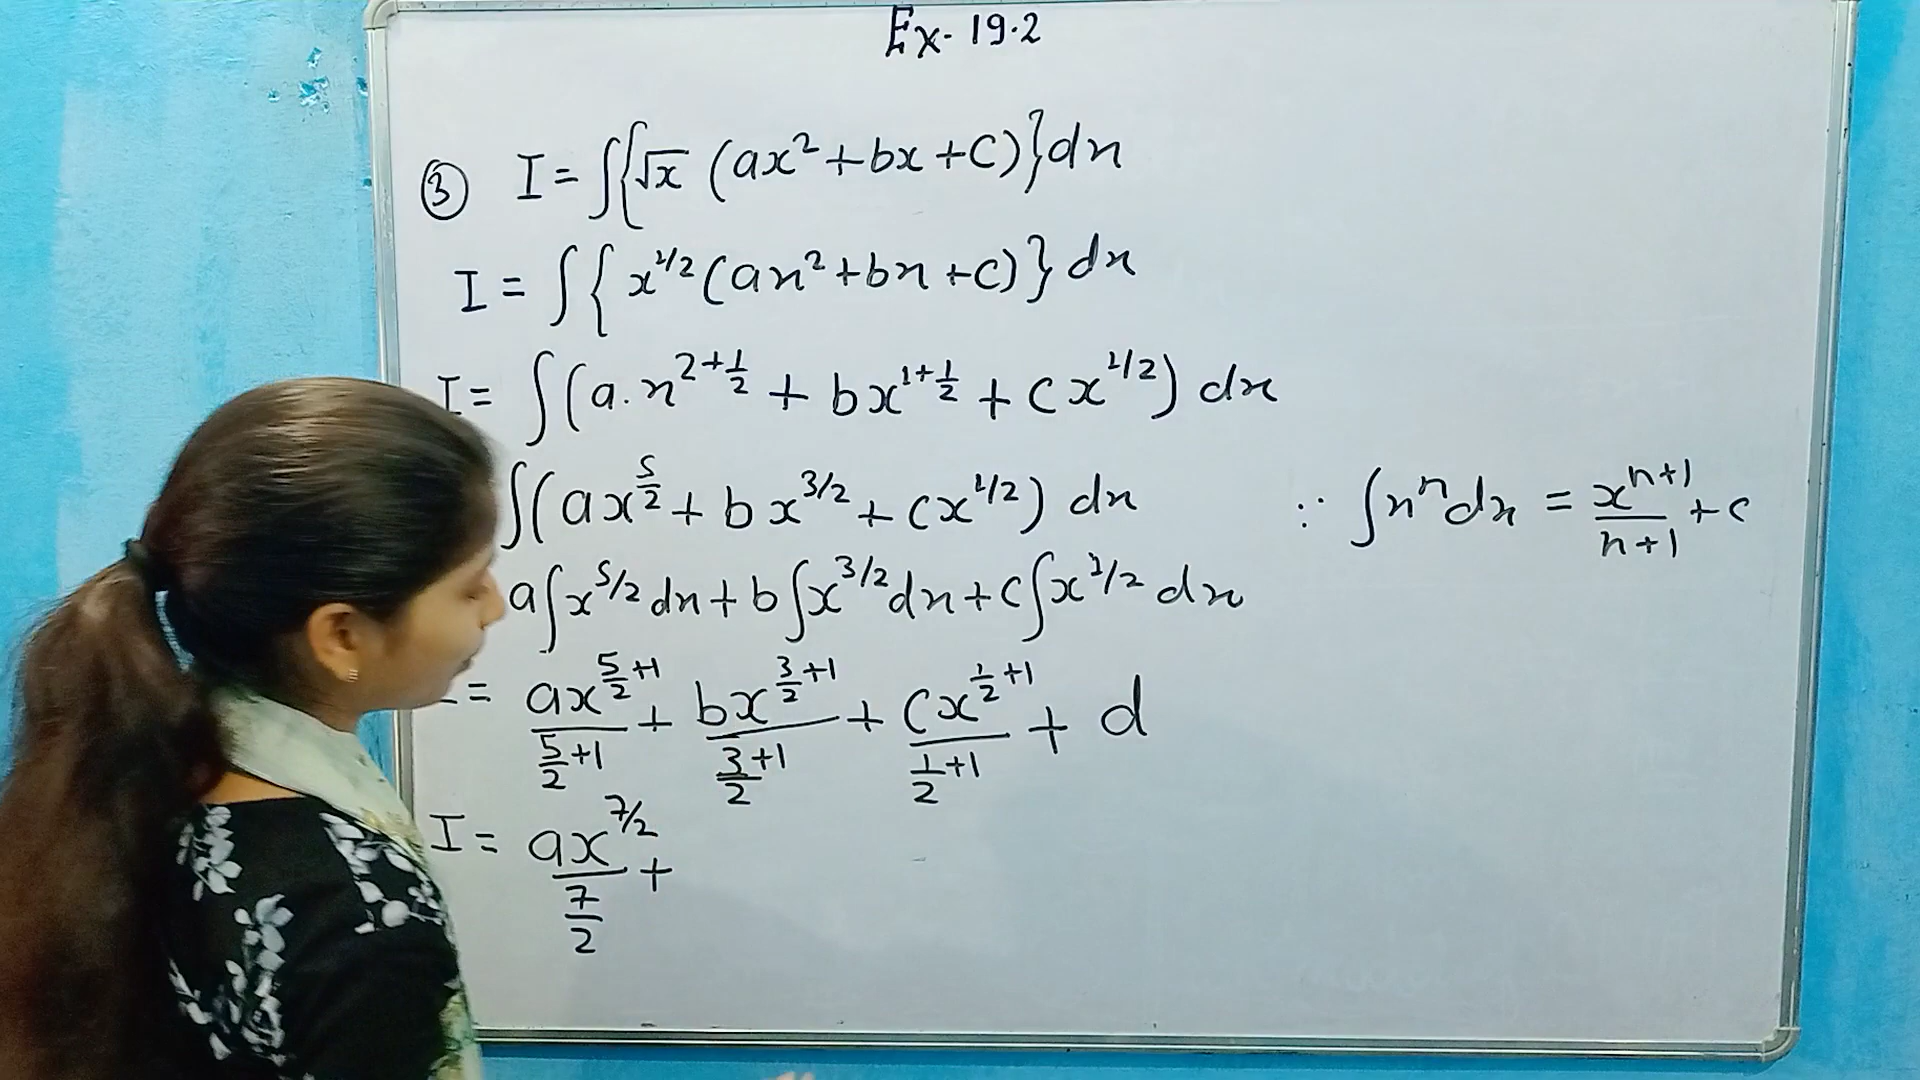 Ex- 19.2
③ I = ∫{√x (ax² + bx + c)}dx
I = ∫{ x^1/2 (ax² + bx + c)} dx
I = ∫(a.x^2+1/2 + bx^1+1/2 + cx^1/2) dx
∫(ax^5/2 + bx^3/2 + cx^1/2) dx ∵ ∫x^n dx = x^n+1/n+1 + c
a∫x^5/2 dx + b∫x^3/2 dx + c∫x^1/2 dx
= ax^5/2+1 / 5/2+1 + bx^3/2+1 / 3/2+1 + cx^1/2+1 / 1/2+1 + d
I = ax^7/2 / 7/2 +